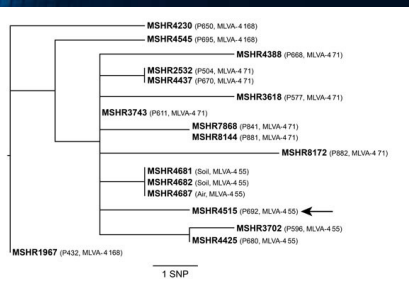 MSHR4230 (P650, MLVA-4 168)
MSHR4545 (P695, MLVA-4 168)
MSHR4388 (P668, MLVA-4 71)
MSHR2532 (P504, MLVA-4 71)
MSHR4437 (P670, MLVA-4 71)
MSHR3618 (P577, MLVA-4 71)
MSHR3743 (P611, MLVA-4 71)
MSHR7868 (P841, MLVA-4 71)
MSHR8144 (P881, MLVA-4 71)
MSHR8172 (P882, MLVA-4 71)
MSHR4681 (Soil, MLVA-4 55)
MSHR4682 (Soil, MLVA-4 55)
MSHR4687 (Air, MLVA-4 55)
MSHR4515 (P692, MLVA-4 55)
MSHR3702 (P596, MLVA-4 55)
MSHR4425 (P680, MLVA-4 55)
MSHR1967 (P432, MLVA-4 168)
1 SNP